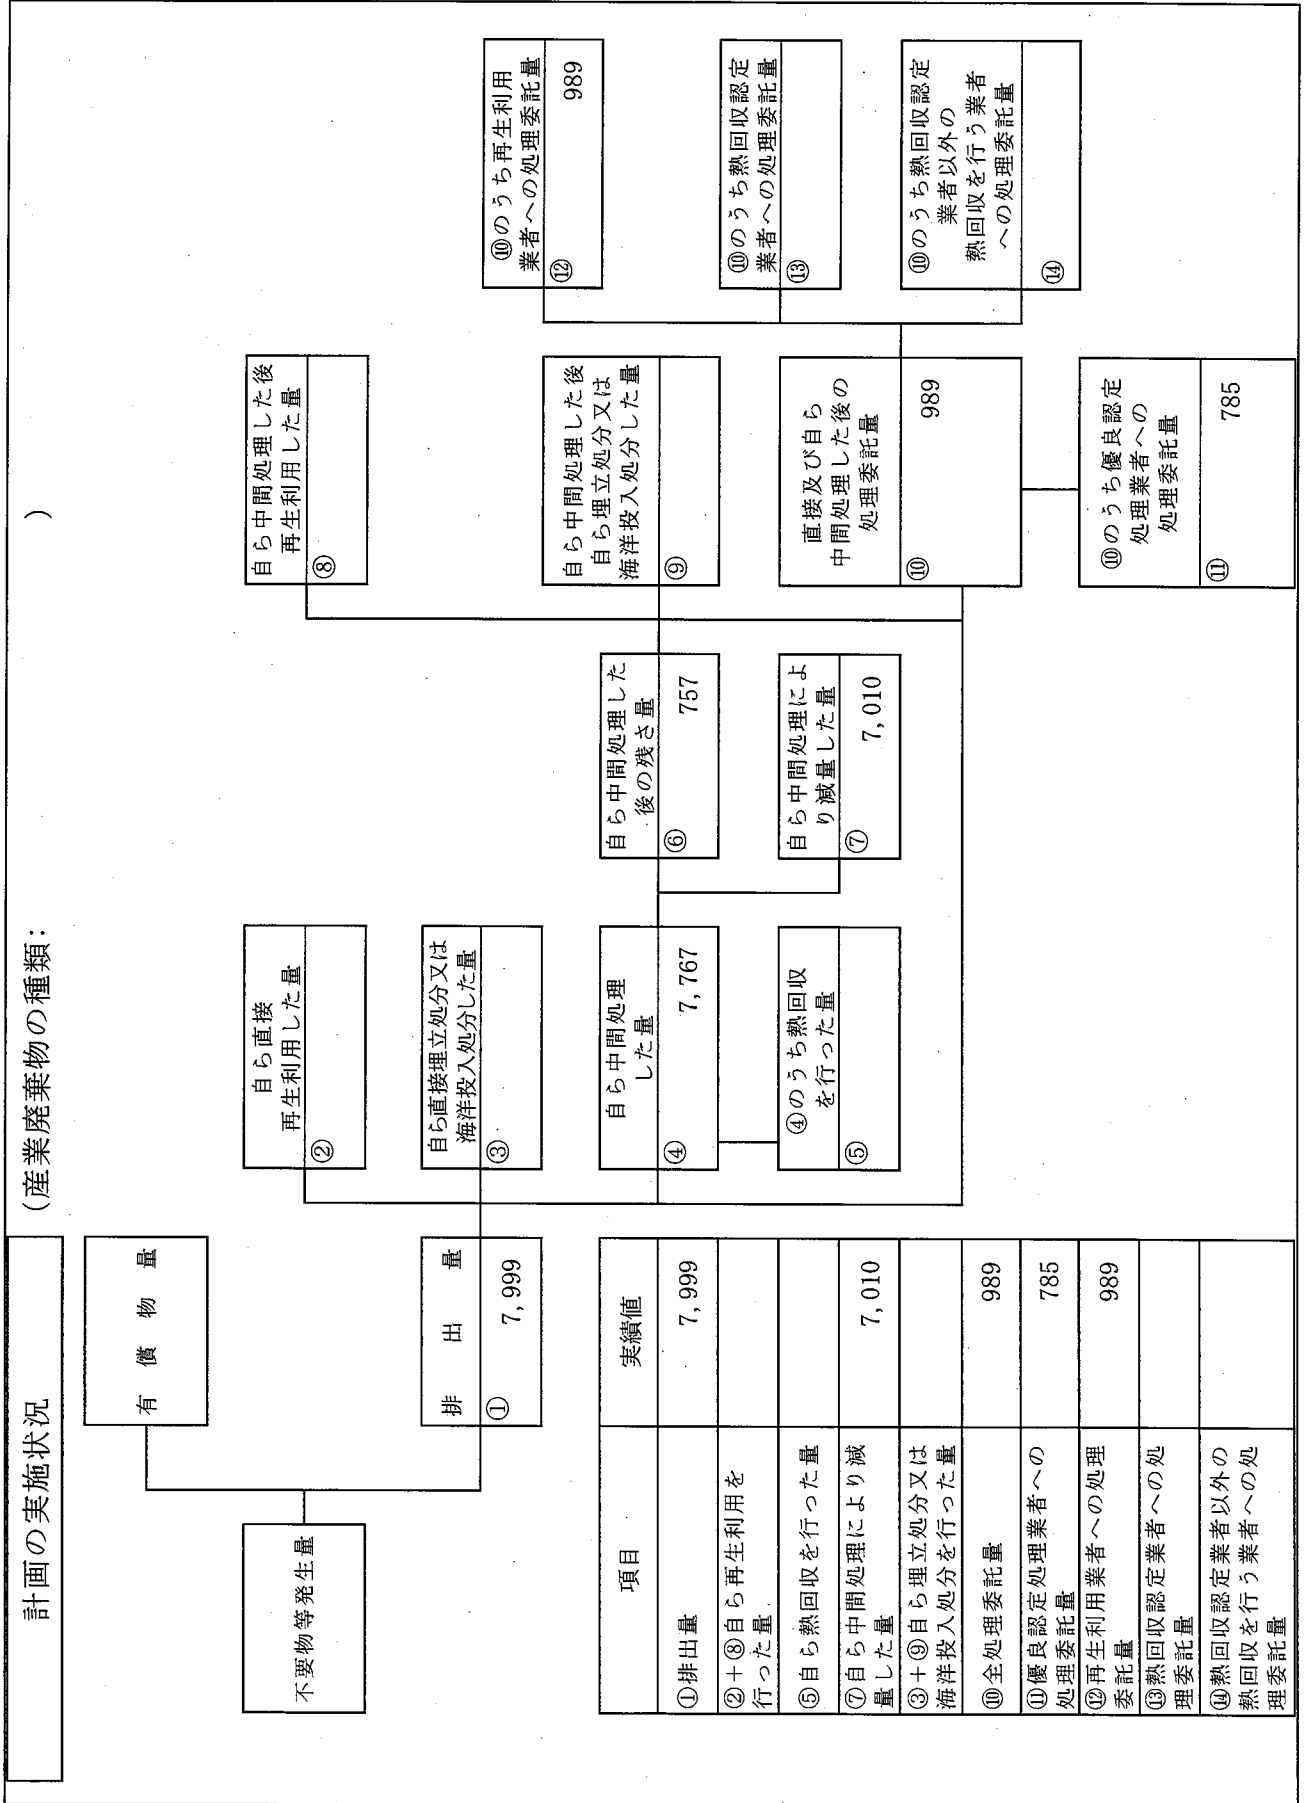 計画の実施状況
(産業廃棄物の種類: )
不要物等発生量
有償物量
排出量
① 7,999
自ら直接
再生利用した量
②
自ら直接埋立処分又は
海洋投入処分した量
③
自ら中間処理
した量
④ 7,767
④のうち熱回収
を行った量
⑤
自ら中間処理した
後の残さ量
⑥ 757
自ら中間処理によ
り減量した量
⑦ 7,010
自ら中間処理した後
再生利用した量
⑧
自ら中間処理した後
自ら埋立処分又は
海洋投入処分した量
⑨
直接及び自ら
中間処理した後の
処理委託量
⑩ 989
⑩のうち優良認定
処理業者への
処理委託量
⑪ 785
⑩のうち再生利用
業者への処理委託量
⑫ 989
⑩のうち熱回収認定
業者への処理委託量
⑬
⑩のうち熱回収認定
業者以外の
熱回収を行う業者
への処理委託量
⑭
項目 実績値
①排出量 7,999
②+⑧自ら再生利用を
行った量
⑤自ら熱回収を行った量
⑦自ら中間処理により減
量した量 7,010
③+⑨自ら埋立処分又は
海洋投入処分を行った量
⑩全処理委託量 989
⑪優良認定処理業者への
処理委託量 785
⑫再生利用業者への処理
委託量 989
⑬熱回収認定業者への処
理委託量
⑭熱回収認定業者以外の
熱回収を行う業者への処
理委託量